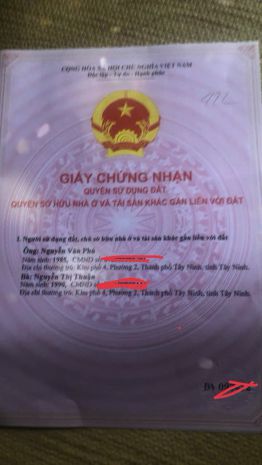 CỘNG HÒA XÃ HỘI CHỦ NGHĨA VIỆT NAM
Độc lập - Tự do - Hạnh phúc
GIẤY CHỨNG NHẬN
QUYỀN SỬ DỤNG ĐẤT
QUYỀN SỞ HỮU NHÀ Ở VÀ TÀI SẢN KHÁC GẮN LIỀN VỚI ĐẤT
I. Người sử dụng đất, chủ sở hữu nhà ở và tài sản khác gắn liền với đất
Ông: Nguyễn Văn Phú
Năm sinh: 1985, CMND số
Địa chỉ thường trú: Khu phố 4, Phường 2, Thành phố Tây Ninh, tỉnh Tây Ninh.
Bà: Nguyễn Thị Thuận
Năm sinh: 1990, CMND số
Địa chỉ thường trú: Khu phố 4, Phường 2, Thành phố Tây Ninh, tỉnh Tây Ninh.